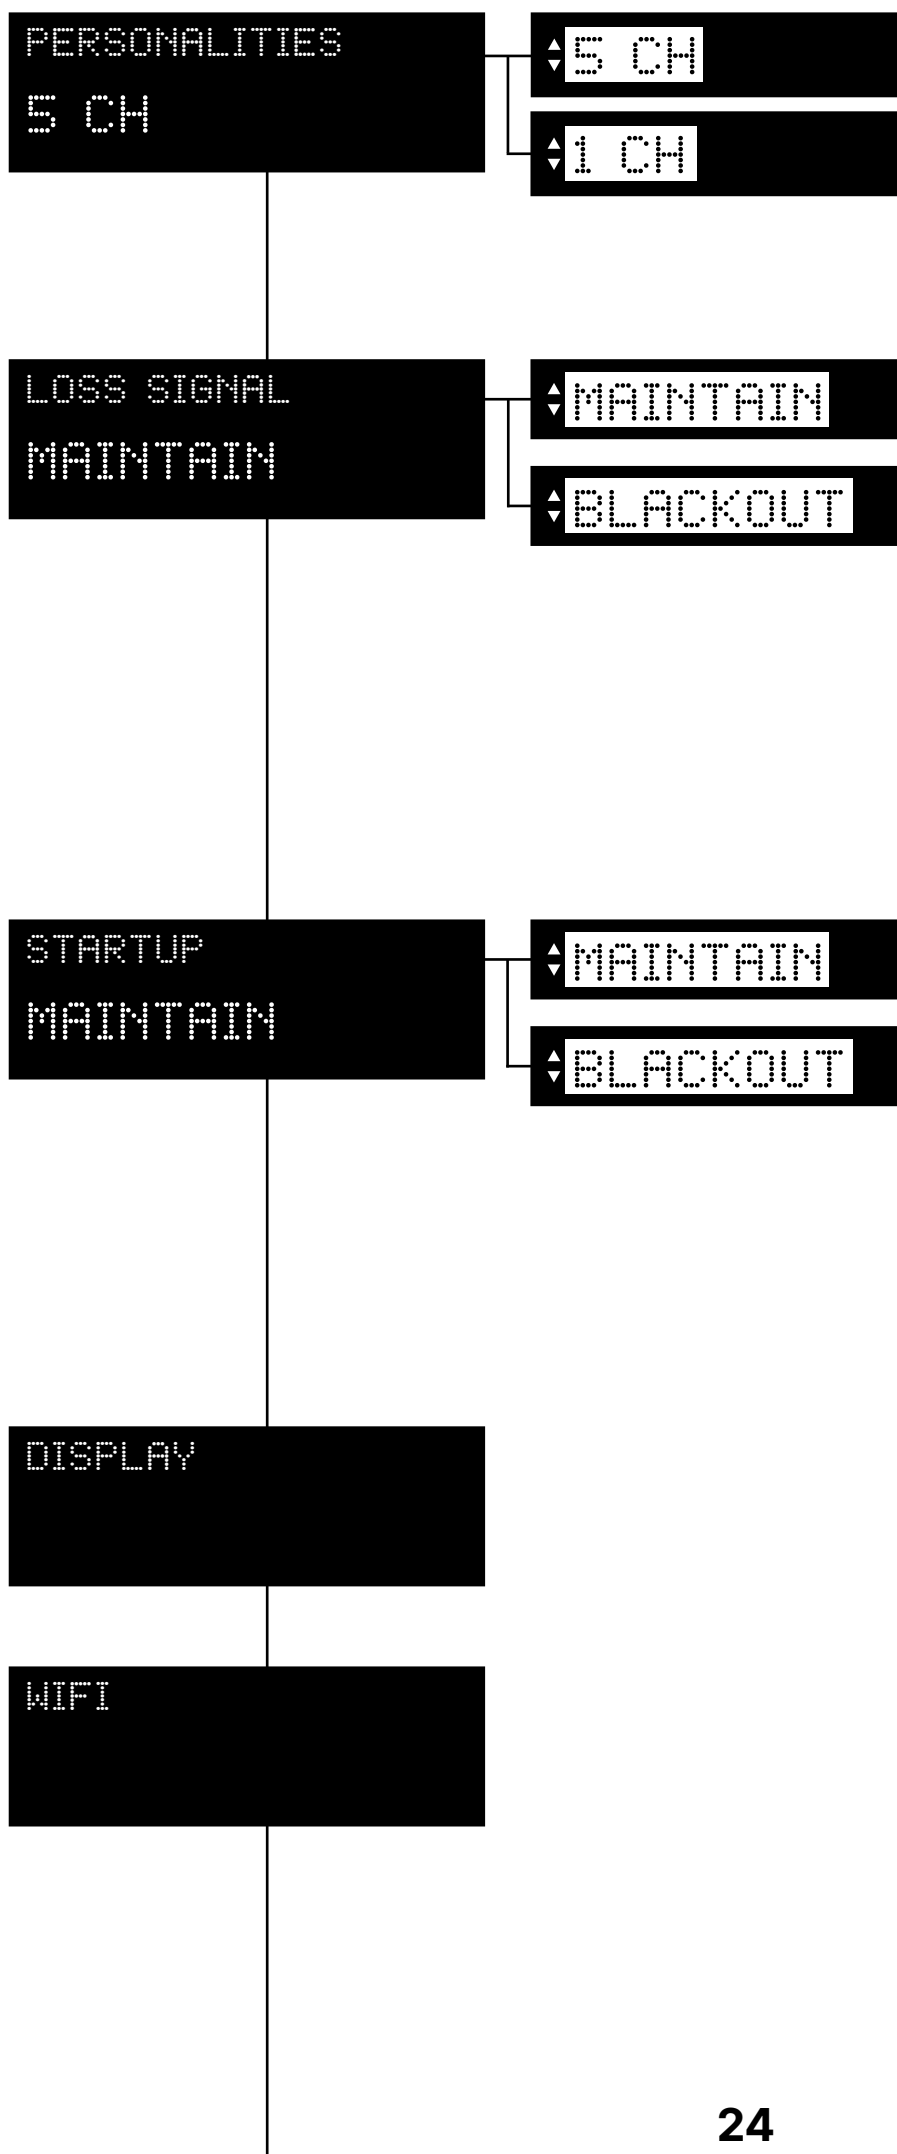 PERSONALITIES
5 CH
5 CH
1 CH
LOSS SIGNAL
MAINTAIN
MAINTAIN
BLACKOUT
STARTUP
MAINTAIN
MAINTAIN
BLACKOUT
DISPLAY
WIFI
24